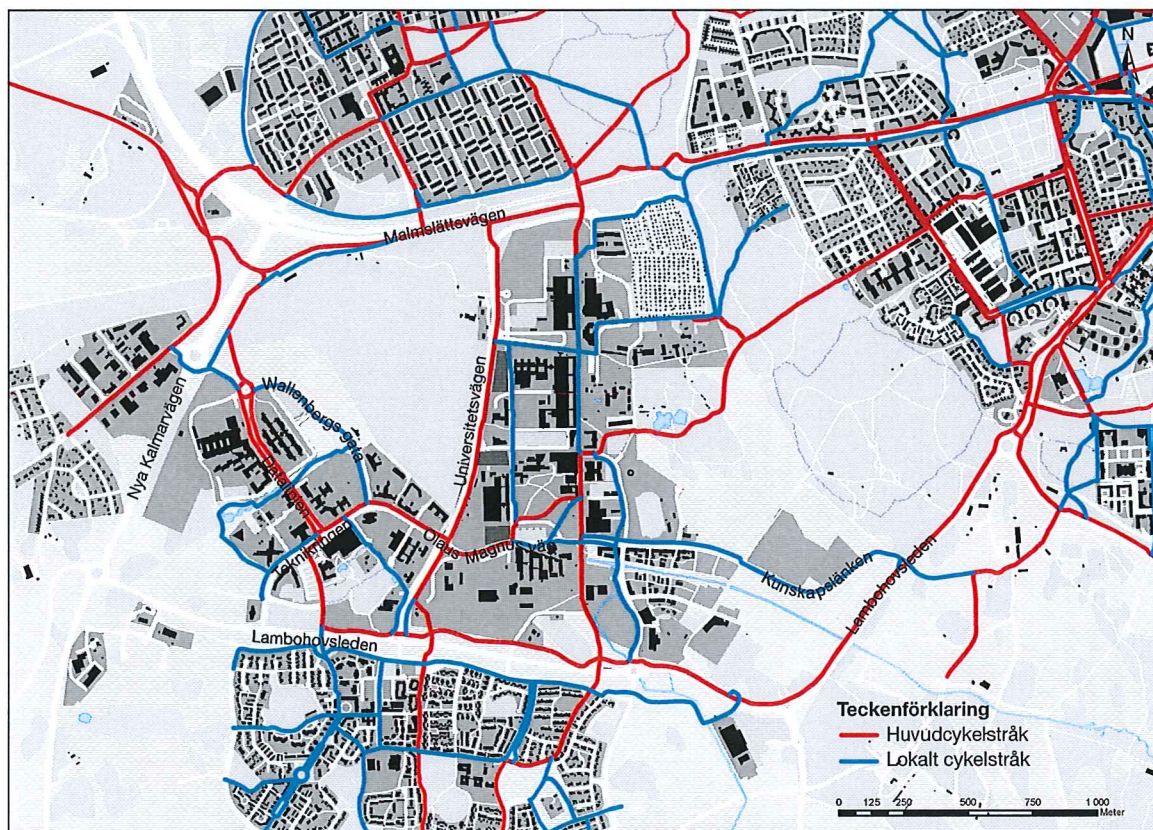 N
Malmslättsvägen
Nya Kalmarvägen
Wallenbergs gata
Universitetsvägen
Datalinjen
Teknikringen
Olaus Magnus väg
Kunskapslänken
Lambohovsleden
Lambohovsleden
Teckenförklaring
Huvudcykelstråk
Lokalt cykelstråk
0 125 250 500 750 1 000
Meter